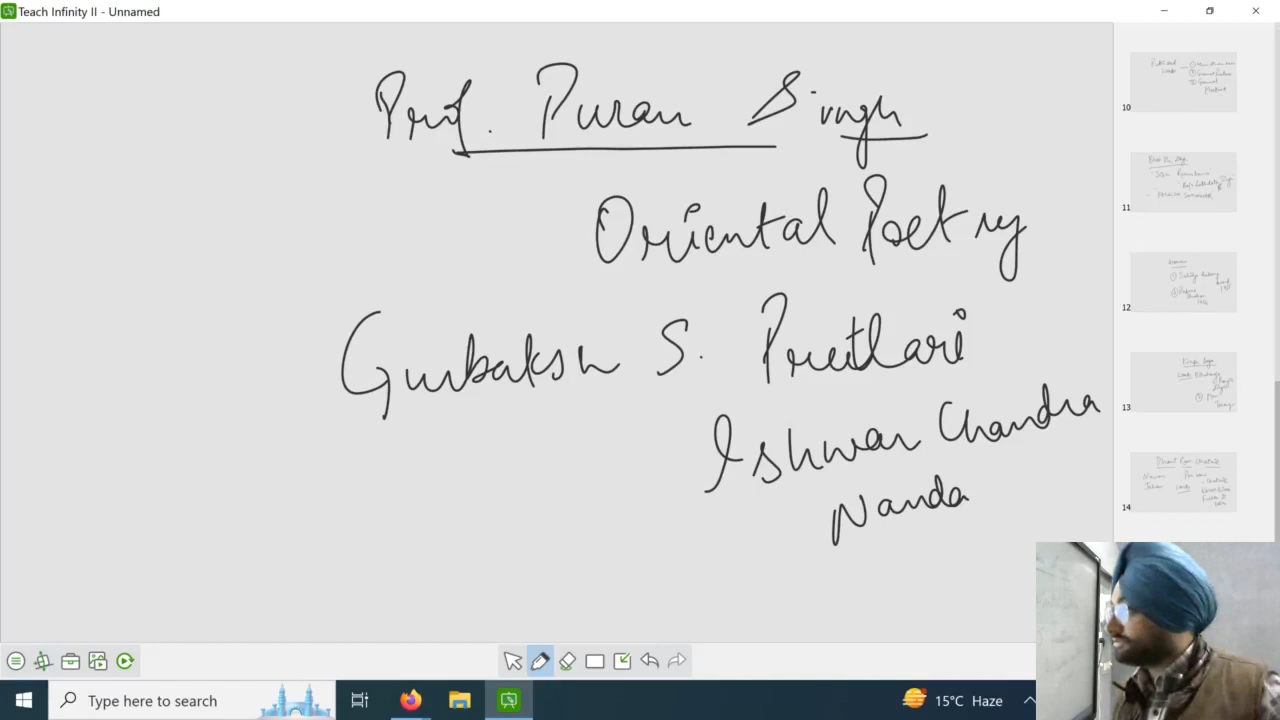 Teach Infinity II - Unnamed
Prof. Puran Singh
Oriental Poetry
Gurbaksh S. Preetlari
Ishwar Chandra
Nanda
10
11
12
13
14
Type here to search
15°C Haze